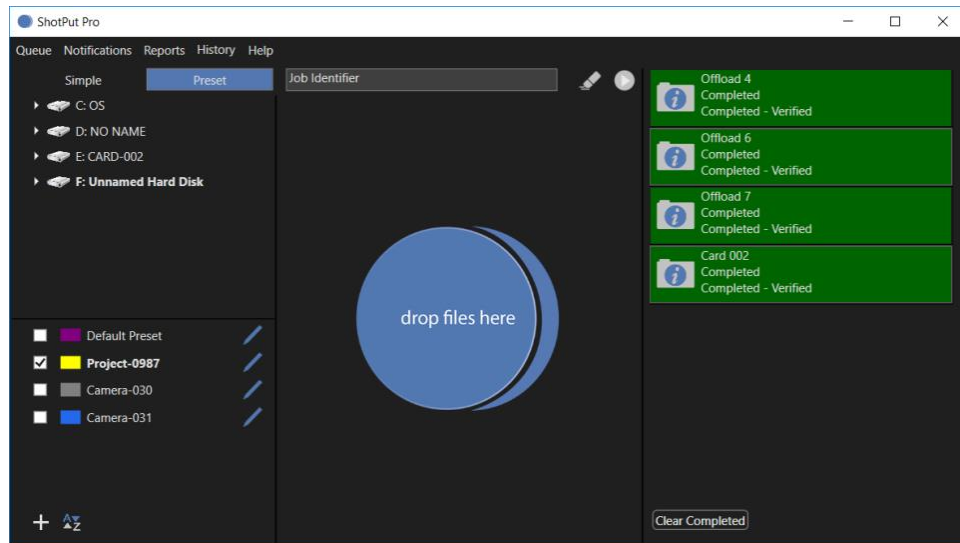 ShotPut Pro
Queue Notifications Reports History Help
Simple Preset Job Identifier
C: OS
D: NO NAME
E: CARD-002
F: Unnamed Hard Disk
drop files here
Default Preset
Project-0987
Camera-030
Camera-031
AZ
Offload 4
Completed
Completed - Verified
Offload 6
Completed
Completed - Verified
Offload 7
Completed
Completed - Verified
Card 002
Completed
Completed - Verified
Clear Completed